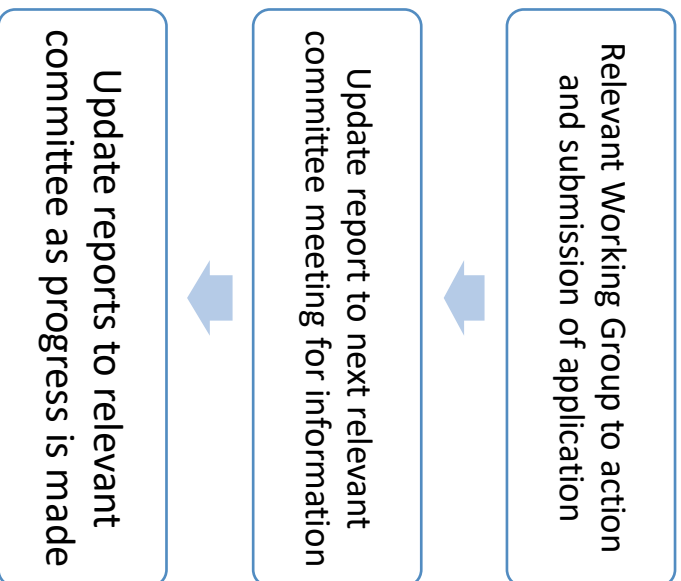 Relevant Working Group to action
and submission of application
Update report to next relevant
committee meeting for information
Update reports to relevant
committee as progress is made